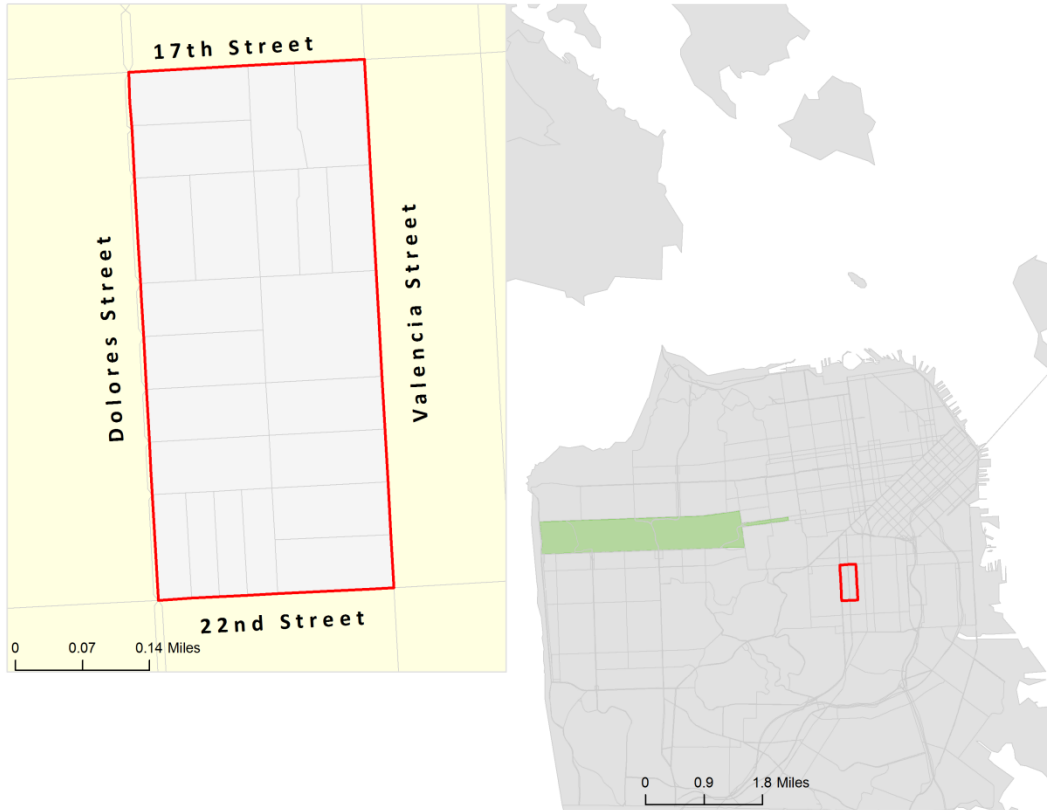 17th Street
Dolores Street
Valencia Street
22nd Street
0 0.07 0.14 Miles
0 0.9 1.8 Miles